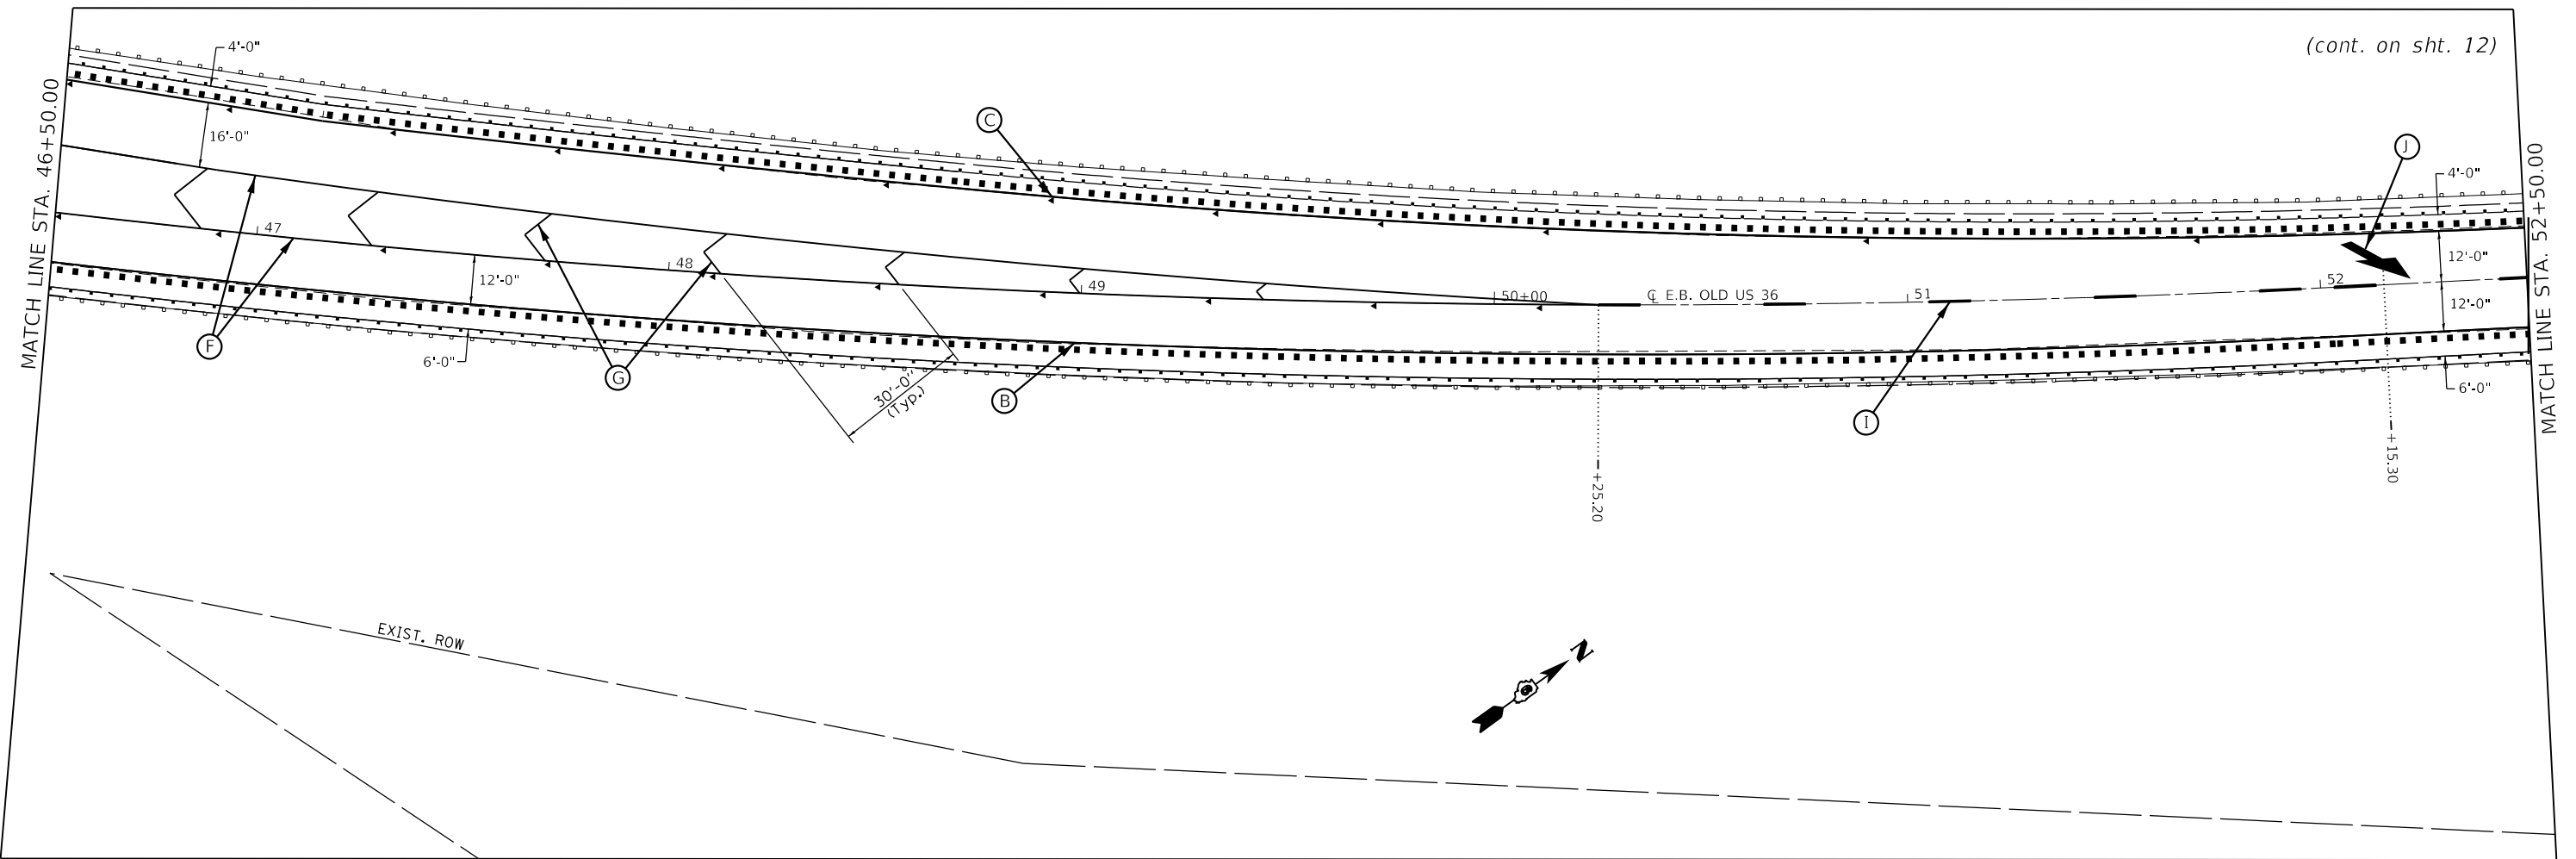 (cont. on sht. 12)
MATCH LINE STA. 46+50.00
4'-0"
16'-0"
C
J
4'-0"
MATCH LINE STA. 52+50.00
47
48
49
50+00
℄ E.B. OLD US 36
51
52
12'-0"
12'-0"
12'-0"
F
6'-0"
G
30'-0"
(Typ.)
B
I
6'-0"
+25.20
+15.30
EXIST. ROW
N